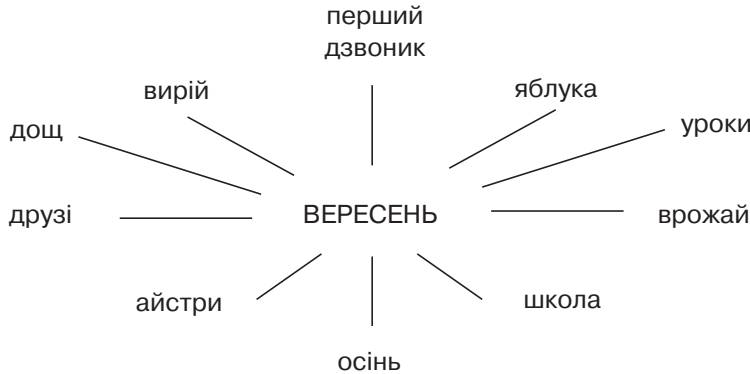 перший
дзвоник
вирій
яблука
дощ
уроки
друзі
ВЕРЕСЕНЬ
врожай
айстри
школа
осінь